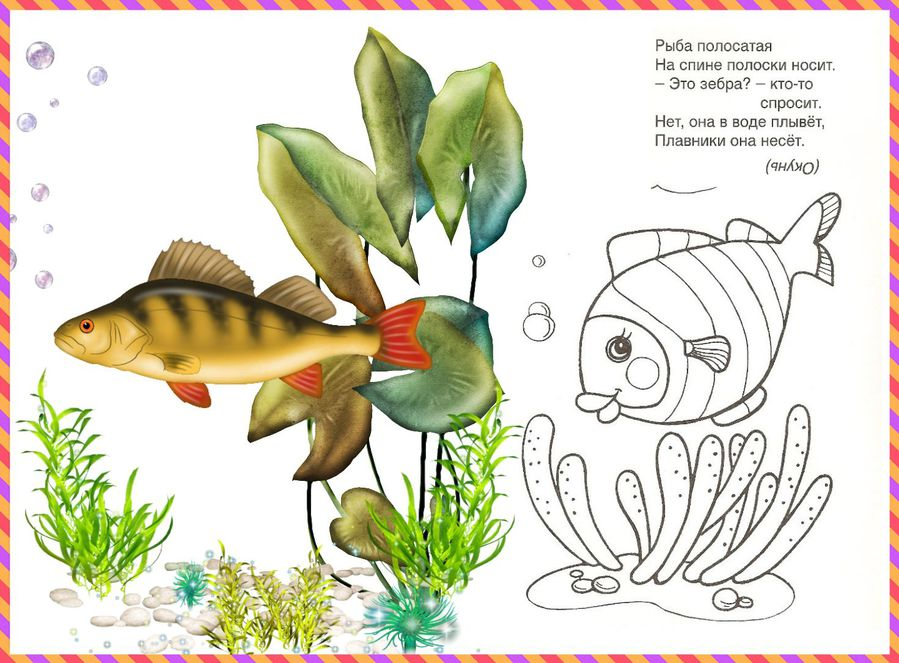 Рыба полосатая
На спине полоски носит.
– Это зебра? – кто-то
спросит.
Нет, она в воде плывёт,
Плавники она несёт.
(Окунь)